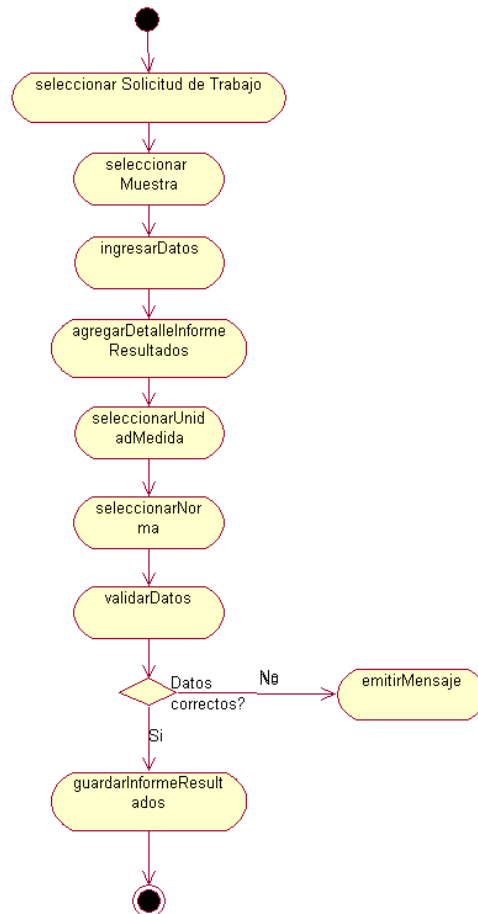 seleccionar Solicitud de Trabajo
seleccionar
Muestra
ingresarDatos
agregarDetalleInforme
Resultados
seleccionarUnid
adMedida
seleccionarNor
ma
validarDatos
Datos
correctos?
No
emitirMensaje
Si
guardarInformeResult
ados